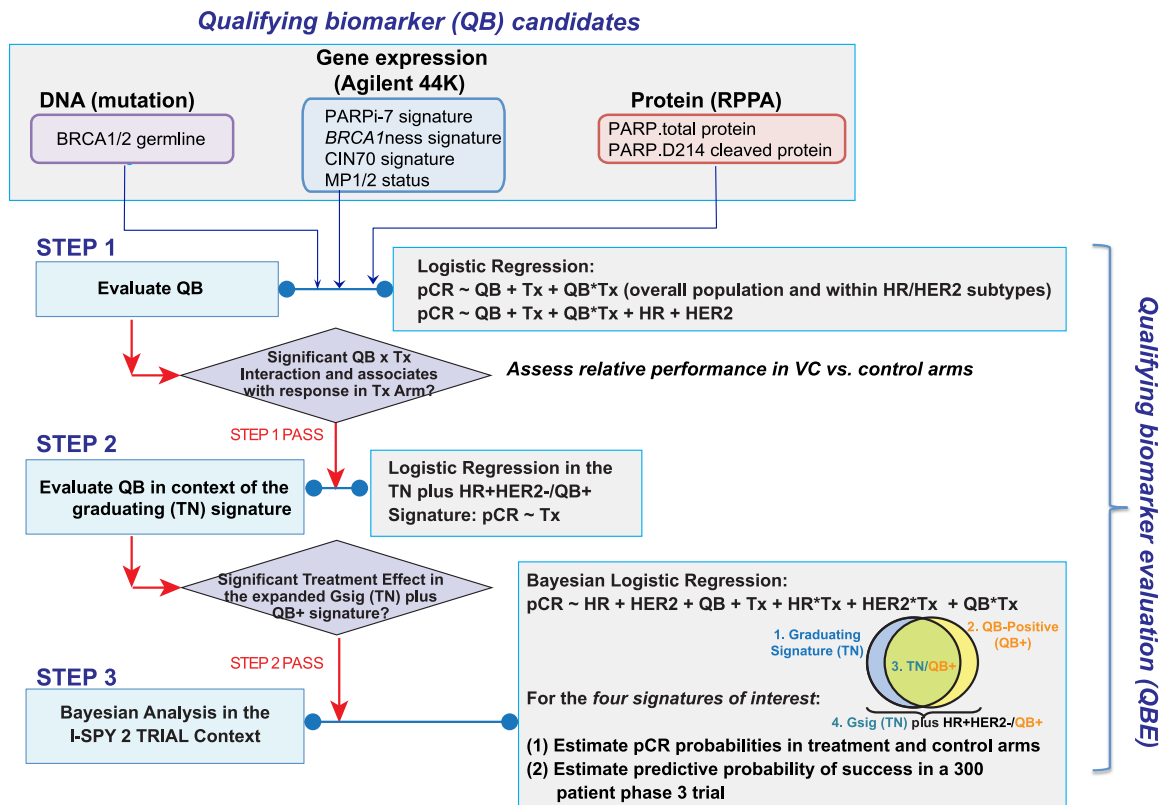 Qualifying biomarker (QB) candidates
DNA (mutation)
BRCA1/2 germline
Gene expression
(Agilent 44K)
PARPi-7 signature
BRCA1ness signature
CIN70 signature
MP1/2 status
Protein (RPPA)
PARP.total protein
PARP.D214 cleaved protein
STEP 1
Evaluate QB
Logistic Regression:
pCR ~ QB + Tx + QB*Tx (overall population and within HR/HER2 subtypes)
pCR ~ QB + Tx + QB*Tx + HR + HER2
Significant QB x Tx
Interaction and associates
with response in Tx Arm?
Assess relative performance in VC vs. control arms
STEP 1 PASS
STEP 2
Evaluate QB in context of the
graduating (TN) signature
Logistic Regression in the
TN plus HR+HER2-/QB+
Signature: pCR ~ Tx
Significant Treatment Effect in
the expanded Gsig (TN) plus
QB+ signature?
STEP 2 PASS
STEP 3
Bayesian Analysis in the
I-SPY 2 TRIAL Context
Bayesian Logistic Regression:
pCR ~ HR + HER2 + QB + Tx + HR*Tx + HER2*Tx + QB*Tx
1. Graduating
Signature (TN)
2. QB-Positive
(QB+)
3. TN/QB+
For the four signatures of interest:
4. Gsig (TN) plus HR+HER2-/QB+
(1) Estimate pCR probabilities in treatment and control arms
(2) Estimate predictive probability of success in a 300
patient phase 3 trial
Qualifying biomarker evaluation (QBE)